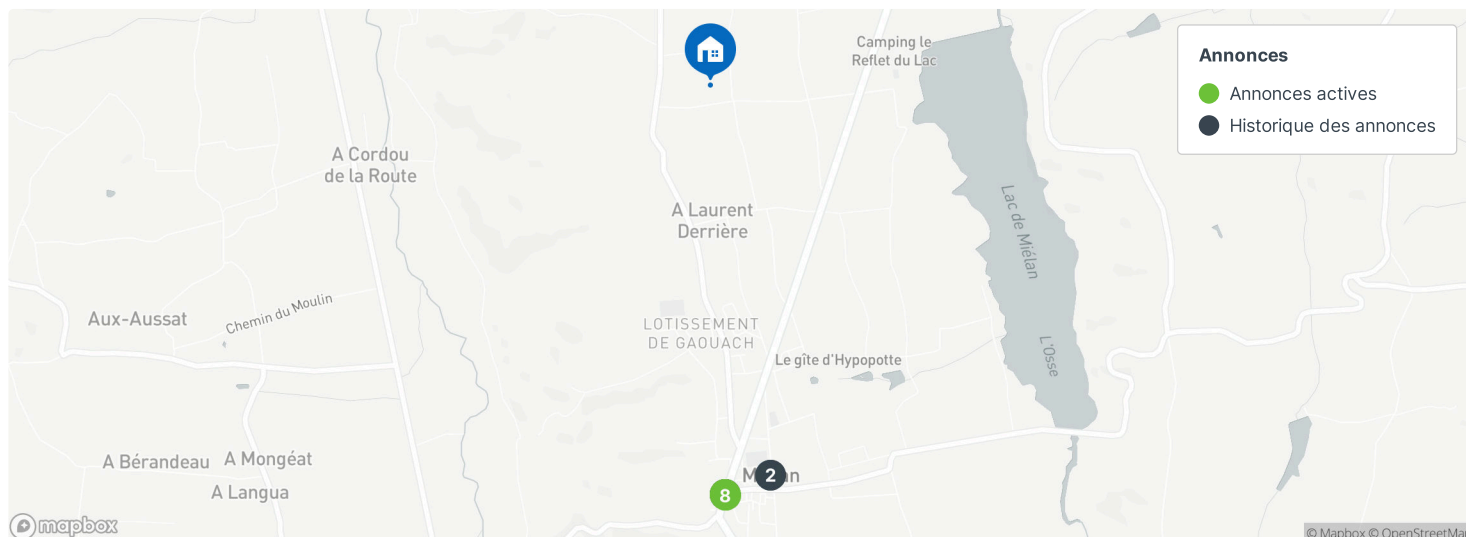 Camping le
Reflet du Lac
Annonces
Annonces actives
Historique des annonces
A Cordou
de la Route
A Laurent
Derrière
Lac de Miélan
Aux-Aussat
Chemin du Moulin
LOTISSEMENT
DE GAOUACH
L'Osse
Le gîte d'Hypopotte
A Bérandeau
A Mongéat
A Langua
2
8
mapbox
© Mapbox © OpenStreetMap